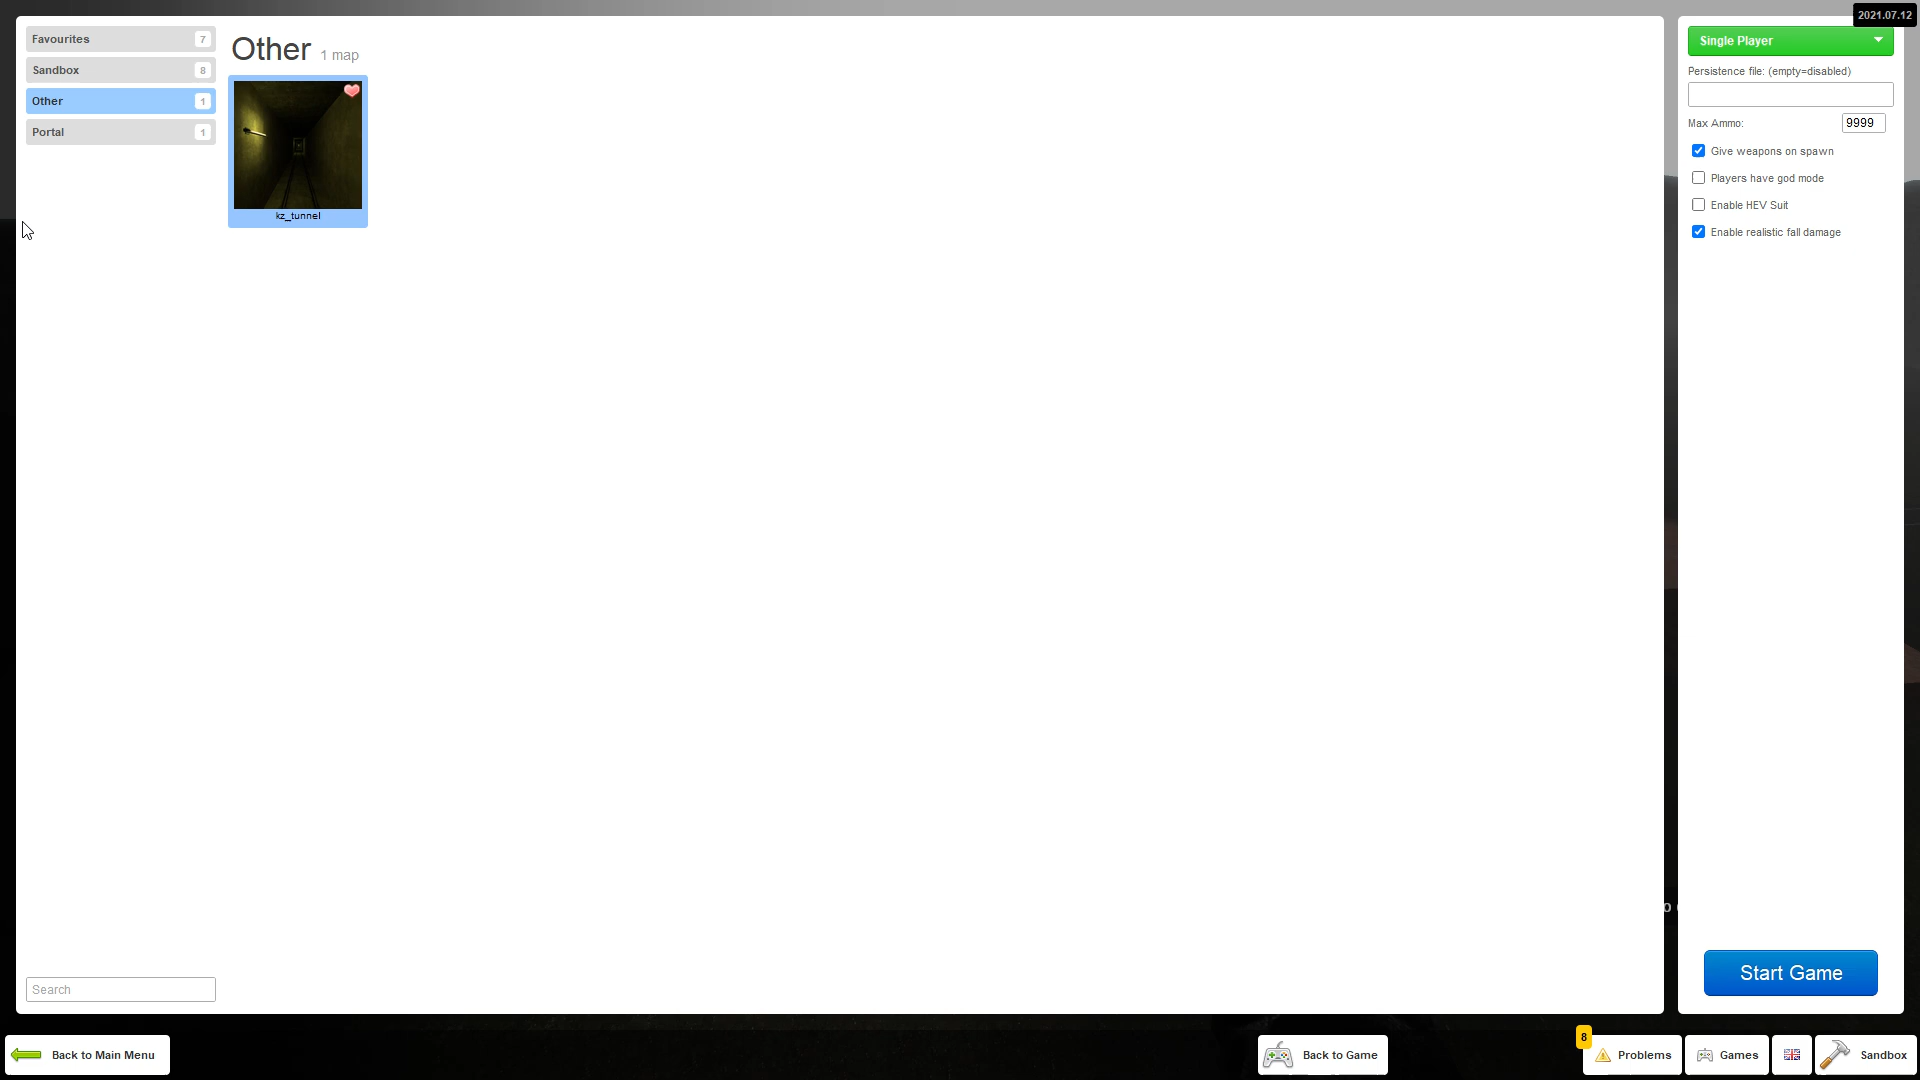 2021.07.12
Favourites 7
Sandbox 8
Other 1
Portal 1
Other 1 map
kz_tunnel
Search
Single Player
Persistence file: (empty=disabled)
Max Ammo: 9999
Give weapons on spawn
Players have god mode
Enable HEV Suit
Enable realistic fall damage
Start Game
Back to Main Menu
Back to Game
8
Problems
Games
Sandbox